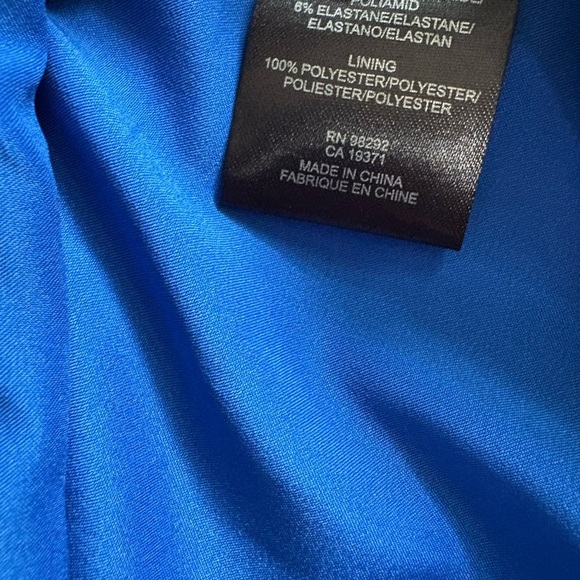 POLIAMID
6% ELASTANE/ELASTANE/
ELASTANO/ELASTAN
LINING
100% POLYESTER/POLYESTER/
POLIESTER/POLYESTER
RN 98292
CA 19371
MADE IN CHINA
FABRIQUE EN CHINE